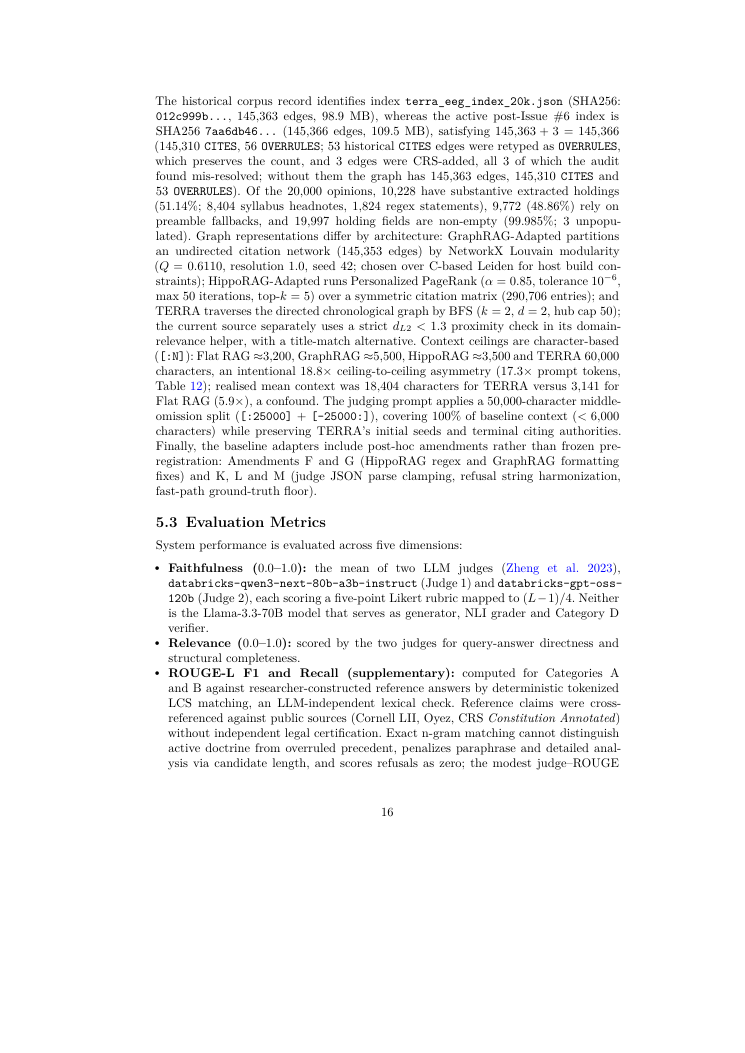 The historical corpus record identifies index terra_eeg_index_20k.json (SHA256:
012c999b..., 145,363 edges, 98.9 MB), whereas the active post-Issue #6 index is
SHA256 7aa6db46... (145,366 edges, 109.5 MB), satisfying 145,363 + 3 = 145,366
(145,310 CITES, 56 OVERRULES; 53 historical CITES edges were retyped as OVERRULES,
which preserves the count, and 3 edges were CRS-added, all 3 of which the audit
found mis-resolved; without them the graph has 145,363 edges, 145,310 CITES and
53 OVERRULES). Of the 20,000 opinions, 10,228 have substantive extracted holdings
(51.14%; 8,404 syllabus headnotes, 1,824 regex statements), 9,772 (48.86%) rely on
preamble fallbacks, and 19,997 holding fields are non-empty (99.985%; 3 unpopu-
lated). Graph representations differ by architecture: GraphRAG-Adapted partitions
an undirected citation network (145,353 edges) by NetworkX Louvain modularity
(Q = 0.6110, resolution 1.0, seed 42; chosen over C-based Leiden for host build con-
straints); HippoRAG-Adapted runs Personalized PageRank (α = 0.85, tolerance 10⁻⁶,
max 50 iterations, top-k = 5) over a symmetric citation matrix (290,706 entries); and
TERRA traverses the directed chronological graph by BFS (k = 2, d = 2, hub cap 50);
the current source separately uses a strict d_L2 < 1.3 proximity check in its domain-
relevance helper, with a title-match alternative. Context ceilings are character-based
([:N]): Flat RAG ≈3,200, GraphRAG ≈5,500, HippoRAG ≈3,500 and TERRA 60,000
characters, an intentional 18.8× ceiling-to-ceiling asymmetry (17.3× prompt tokens,
Table 12); realised mean context was 18,404 characters for TERRA versus 3,141 for
Flat RAG (5.9×), a confound. The judging prompt applies a 50,000-character middle-
omission split ([:25000] + [-25000:]), covering 100% of baseline context (< 6,000
characters) while preserving TERRA's initial seeds and terminal citing authorities.
Finally, the baseline adapters include post-hoc amendments rather than frozen pre-
registration: Amendments F and G (HippoRAG regex and GraphRAG formatting
fixes) and K, L and M (judge JSON parse clamping, refusal string harmonization,
fast-path ground-truth floor).
5.3 Evaluation Metrics
System performance is evaluated across five dimensions:
• Faithfulness (0.0–1.0): the mean of two LLM judges (Zheng et al. 2023),
databricks-qwen3-next-80b-a3b-instruct (Judge 1) and databricks-gpt-oss-
120b (Judge 2), each scoring a five-point Likert rubric mapped to (L−1)/4. Neither
is the Llama-3.3-70B model that serves as generator, NLI grader and Category D
verifier.
• Relevance (0.0–1.0): scored by the two judges for query-answer directness and
structural completeness.
• ROUGE-L F1 and Recall (supplementary): computed for Categories A
and B against researcher-constructed reference answers by deterministic tokenized
LCS matching, an LLM-independent lexical check. Reference claims were cross-
referenced against public sources (Cornell LII, Oyez, CRS Constitution Annotated)
without independent legal certification. Exact n-gram matching cannot distinguish
active doctrine from overruled precedent, penalizes paraphrase and detailed anal-
ysis via candidate length, and scores refusals as zero; the modest judge–ROUGE
16